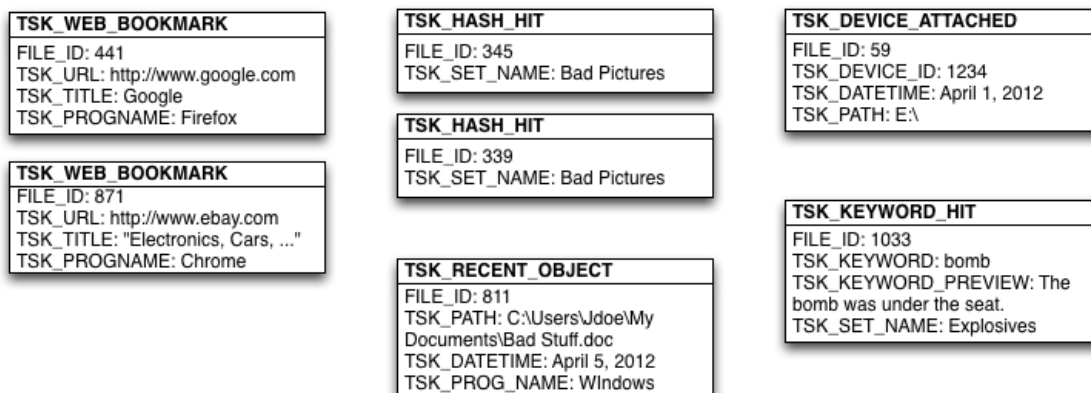 TSK_WEB_BOOKMARK
FILE_ID: 441
TSK_URL: http://www.google.com
TSK_TITLE: Google
TSK_PROGNAME: Firefox
TSK_WEB_BOOKMARK
FILE_ID: 871
TSK_URL: http://www.ebay.com
TSK_TITLE: "Electronics, Cars, ..."
TSK_PROGNAME: Chrome
TSK_HASH_HIT
FILE_ID: 345
TSK_SET_NAME: Bad Pictures
TSK_HASH_HIT
FILE_ID: 339
TSK_SET_NAME: Bad Pictures
TSK_RECENT_OBJECT
FILE_ID: 811
TSK_PATH: C:\Users\Jdoe\My
Documents\Bad Stuff.doc
TSK_DATETIME: April 5, 2012
TSK_PROG_NAME: WIndows
TSK_DEVICE_ATTACHED
FILE_ID: 59
TSK_DEVICE_ID: 1234
TSK_DATETIME: April 1, 2012
TSK_PATH: E:\
TSK_KEYWORD_HIT
FILE_ID: 1033
TSK_KEYWORD: bomb
TSK_KEYWORD_PREVIEW: The
bomb was under the seat.
TSK_SET_NAME: Explosives